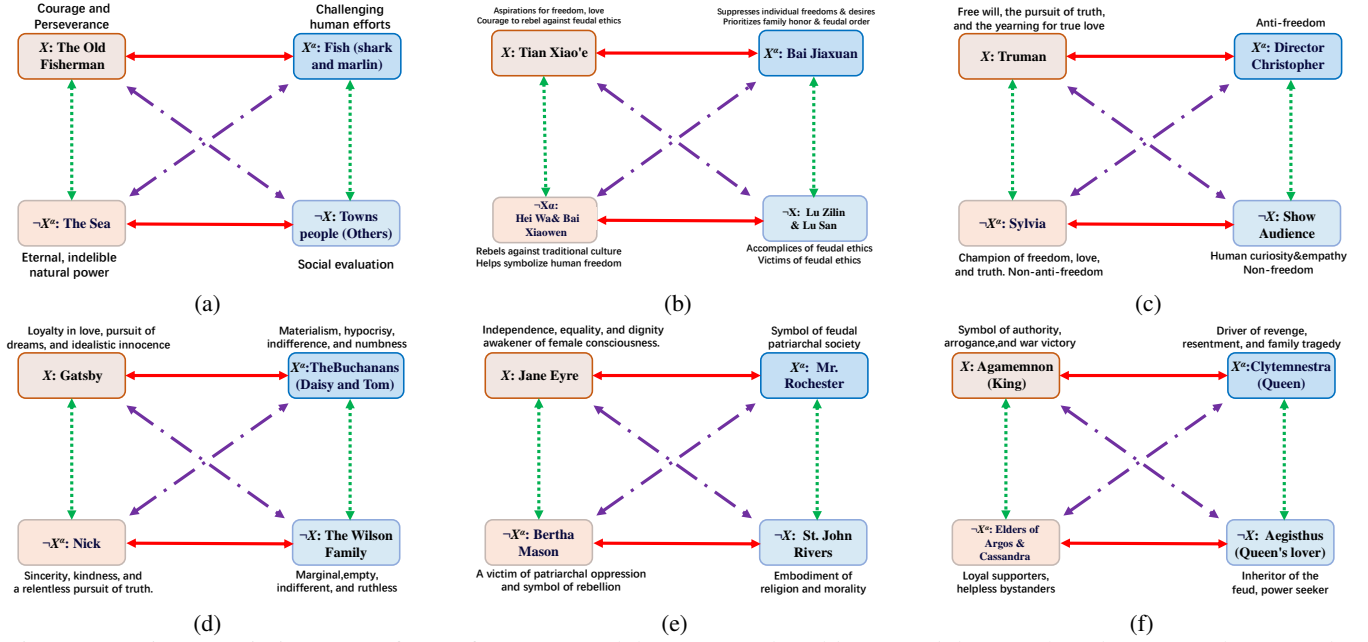 Courage and
Perseverance
Challenging
human efforts
X: The Old
Fisherman
Xᵅ: Fish (shark
and marlin)
¬Xᵅ: The Sea
¬X: Towns
people (Others)
Eternal, indelible
natural power
Social evaluation
(a)
Aspirations for freedom, love
Courage to rebel against feudal ethics
Suppresses individual freedoms & desires
Prioritizes family honor & feudal order
X: Tian Xiao'e
Xᵅ: Bai Jiaxuan
¬Xα:
Hei Wa& Bai
Xiaowen
¬X: Lu Zilin
& Lu San
Rebels against traditional culture
Helps symbolize human freedom
Accomplices of feudal ethics
Victims of feudal ethics
(b)
Free will, the pursuit of truth,
and the yearning for true love
Anti-freedom
X: Truman
Xᵅ: Director
Christopher
¬Xᵅ: Sylvia
¬X: Show
Audience
Champion of freedom, love,
and truth. Non-anti-freedom
Human curiosity&empathy
Non-freedom
(c)
Loyalty in love, pursuit of
dreams, and idealistic innocence
Materialism, hypocrisy,
indifference, and numbness
X: Gatsby
Xᵅ:TheBuchanans
(Daisy and Tom)
¬Xᵅ: Nick
¬X: The Wilson
Family
Sincerity, kindness, and
a relentless pursuit of truth.
Marginal,empty,
indifferent, and ruthless
(d)
Independence, equality, and dignity
awakener of female consciousness.
Symbol of feudal
patriarchal society
X: Jane Eyre
Xᵅ: Mr.
Rochester
¬Xᵅ: Bertha
Mason
¬X: St. John
Rivers
A victim of patriarchal oppression
and symbol of rebellion
Embodiment of
religion and morality
(e)
Symbol of authority,
arrogance,and war victory
Driver of revenge,
resentment, and family tragedy
X: Agamemnon
(King)
Xᵅ:Clytemnestra
(Queen)
¬Xᵅ: Elders of
Argos &
Cassandra
¬X: Aegisthus
(Queen's lover)
Loyal supporters,
helpless bystanders
Inheritor of the
feud, power seeker
(f)